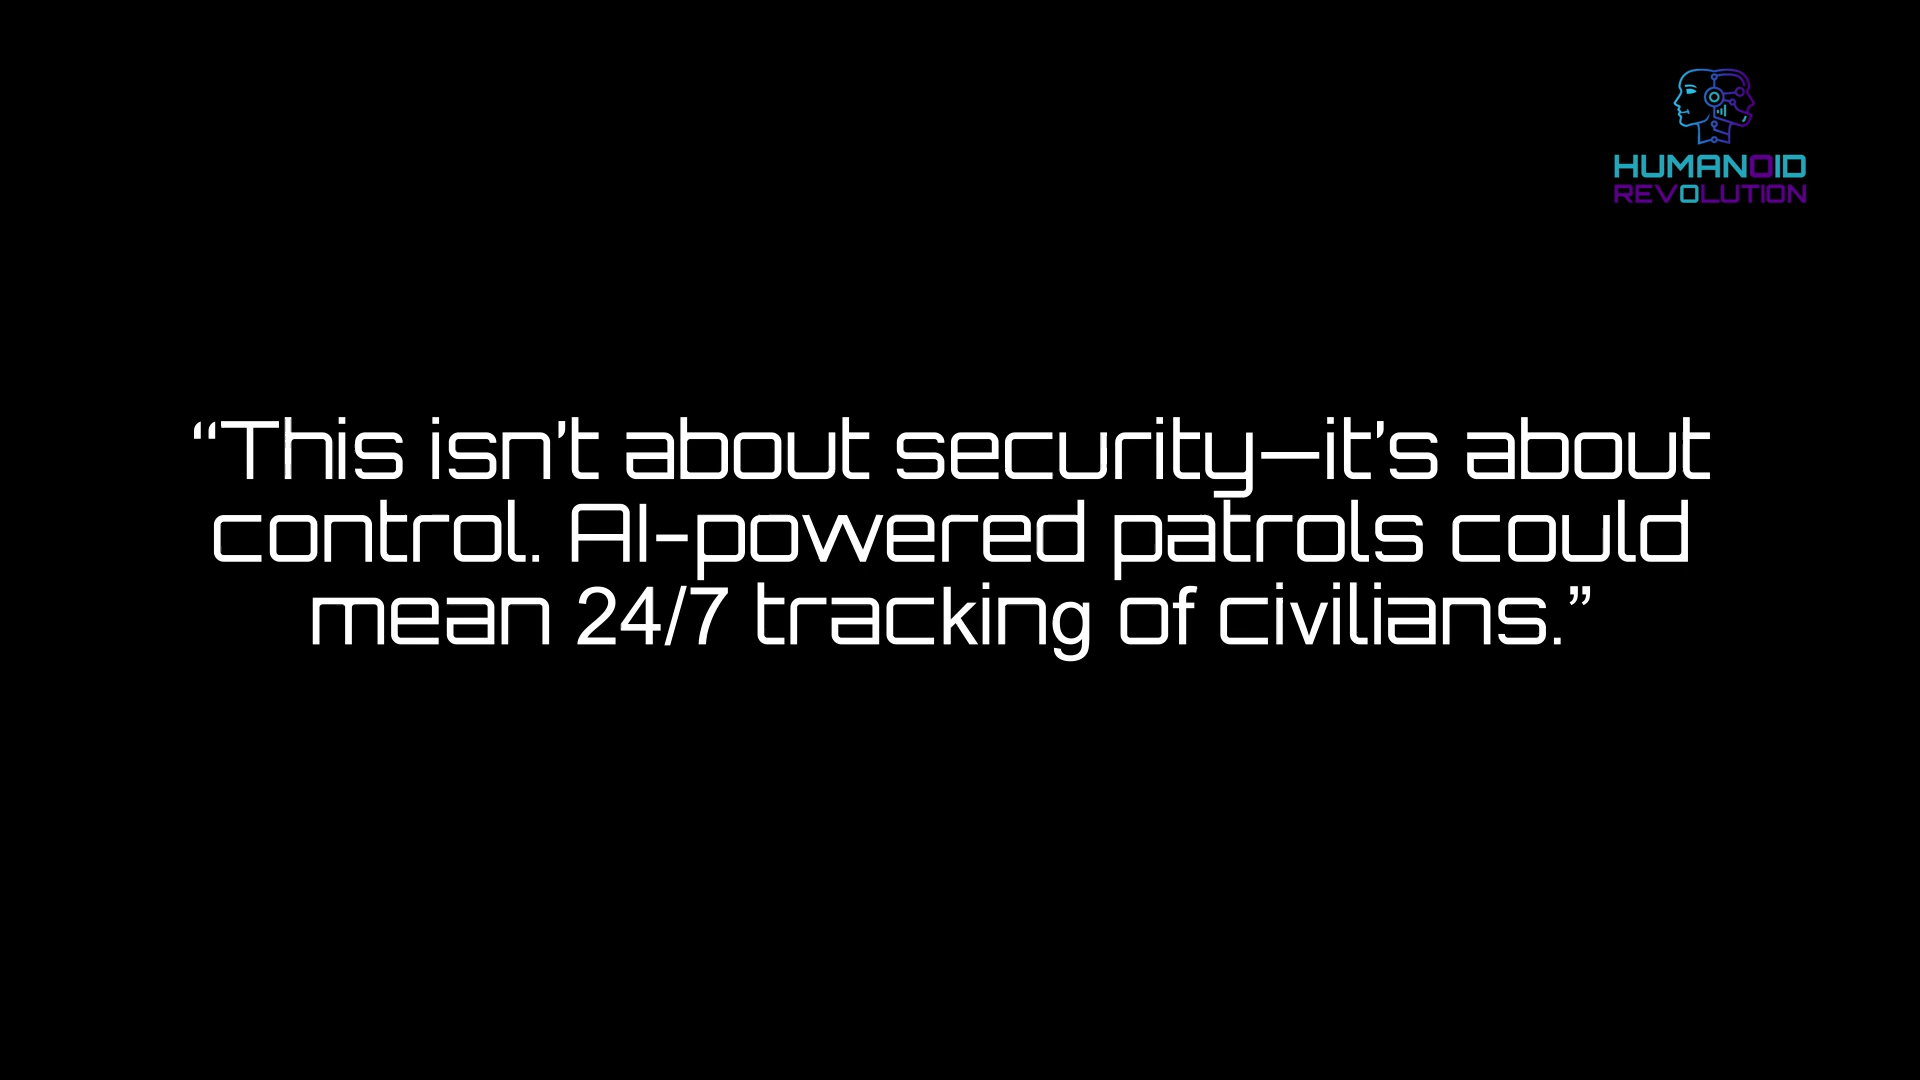 HUMANOID
REVOLUTION
“This isn’t about security—it’s about
control. AI-powered patrols could
mean 24/7 tracking of civilians.”